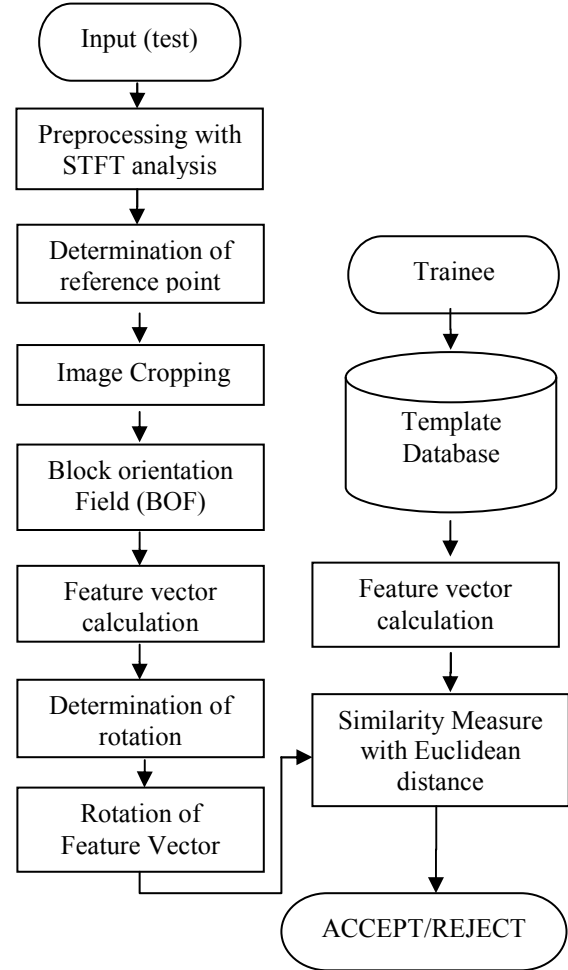 Input (test)
Preprocessing with
STFT analysis
Determination of
reference point
Image Cropping
Block orientation
Field (BOF)
Feature vector
calculation
Determination of
rotation
Rotation of
Feature Vector
Trainee
Template
Database
Feature vector
calculation
Similarity Measure
with Euclidean
distance
ACCEPT/REJECT